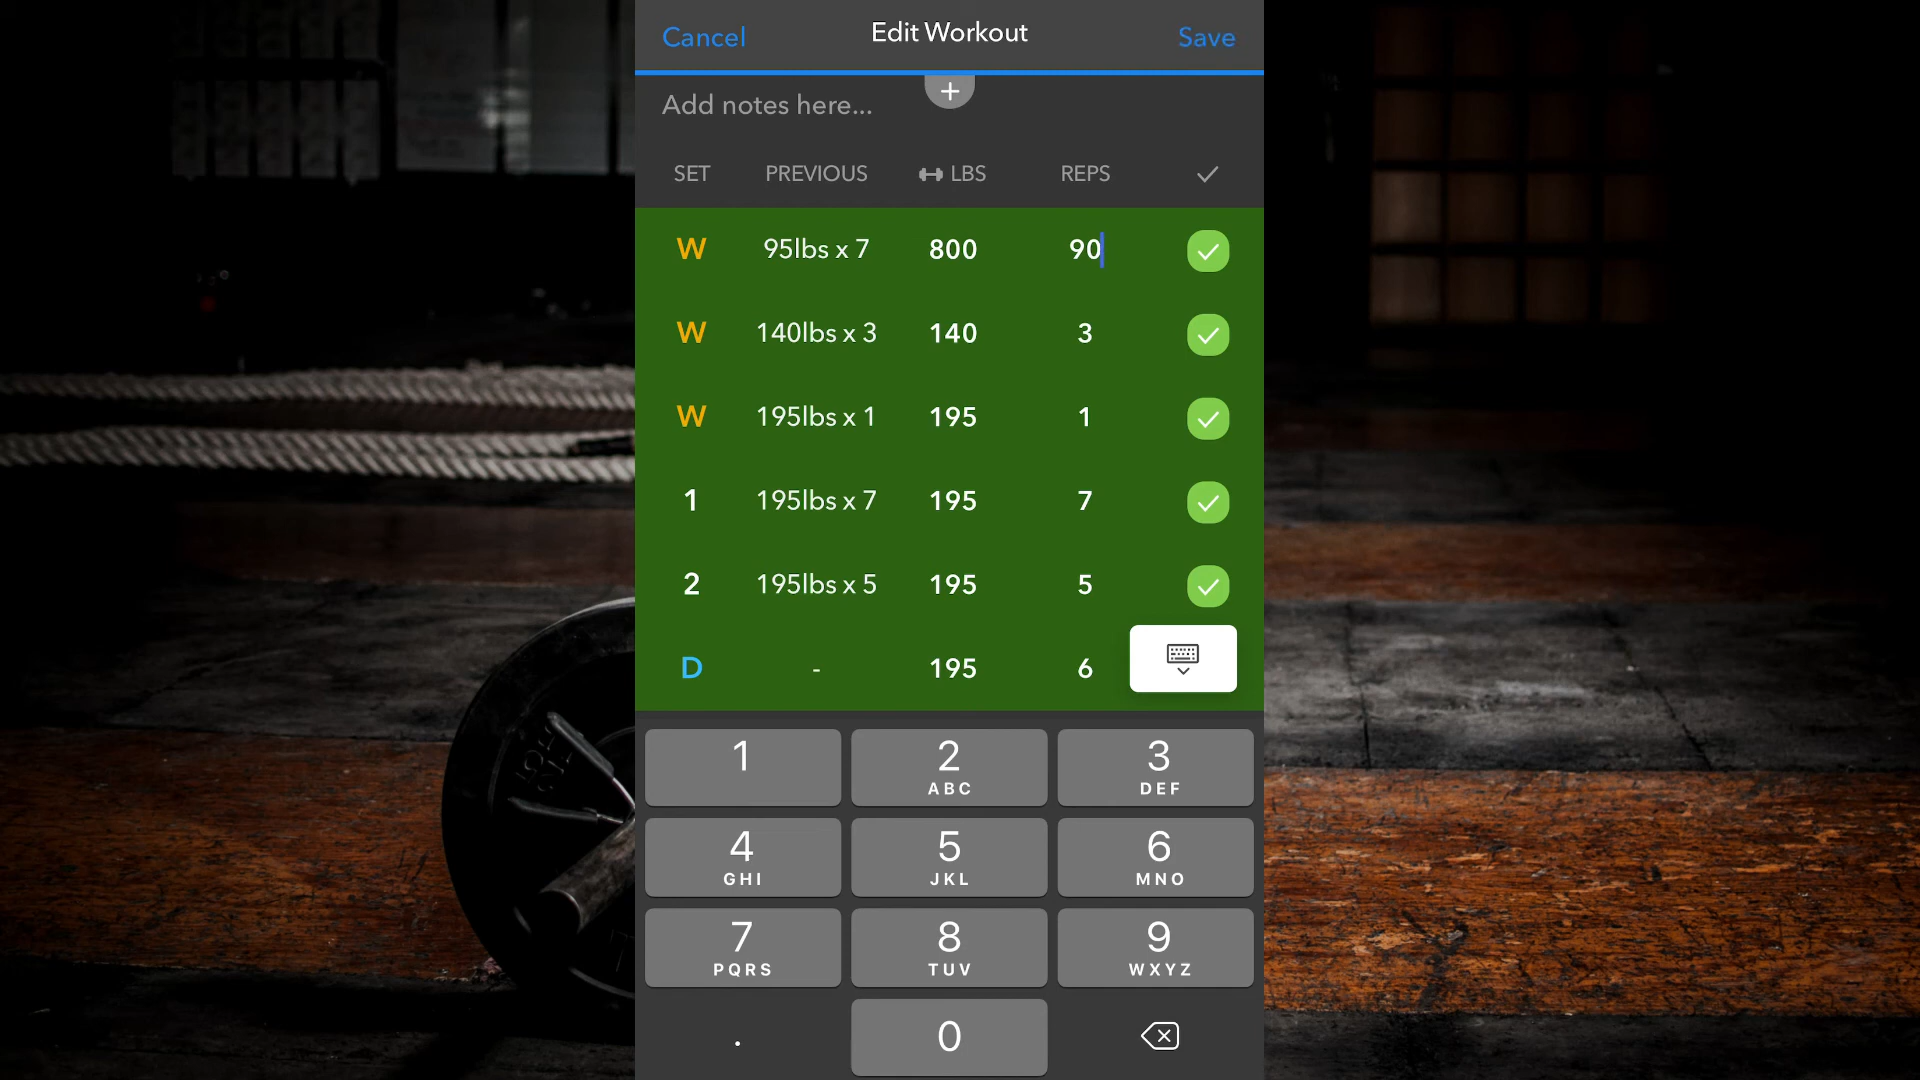 Cancel Edit Workout Save
+
Add notes here...
SET PREVIOUS LBS REPS
W 95lbs x 7 800 90
W 140lbs x 3 140 3
W 195lbs x 1 195 1
1 195lbs x 7 195 7
2 195lbs x 5 195 5
D - 195 6
1 2 3
ABC DEF
4 5 6
GHI JKL MNO
7 8 9
PQRS TUV WXYZ
. 0